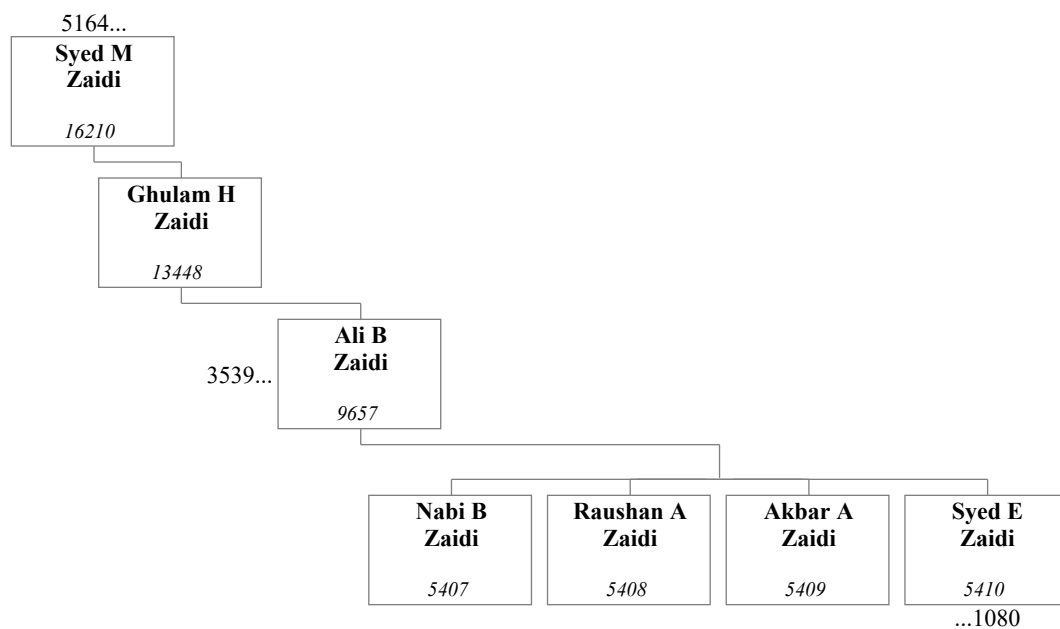 5164...
Syed M
Zaidi
16210
Ghulam H
Zaidi
13448
Ali B
Zaidi
3539...
9657
Nabi B
Zaidi
5407
Raushan A
Zaidi
5408
Akbar A
Zaidi
5409
Syed E
Zaidi
5410
...1080